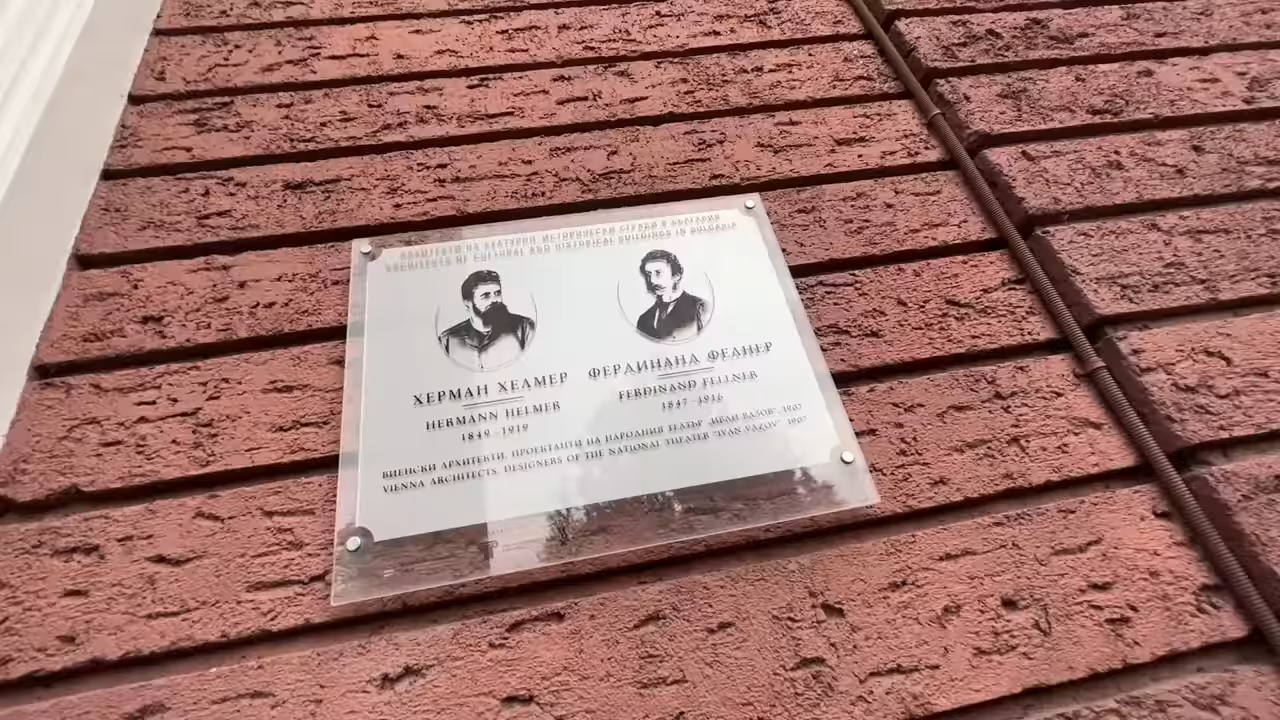 АРХИТЕКТИ НА КУЛТУРНО-ИСТОРИЧЕСКИ СГРАДИ В БЪЛГАРИЯ
ARCHITECTS OF CULTURAL AND HISTORICAL BUILDINGS IN BULGARIA
ХЕРМАН ХЕЛМЕР
HERMANN HELMER
1849 - 1919
ФЕРДИНАНД ФЕЛНЕР
FERDINAND FELLNER
1847 - 1916
ВИЕНСКИ АРХИТЕКТИ, ПРОЕКТАНТИ НА НАРОДНИЯ ТЕАТЪР „ИВАН ВАЗОВ“, 1907
VIENNA ARCHITECTS, DESIGNERS OF THE NATIONAL THEATER "IVAN VAZOV" 1907